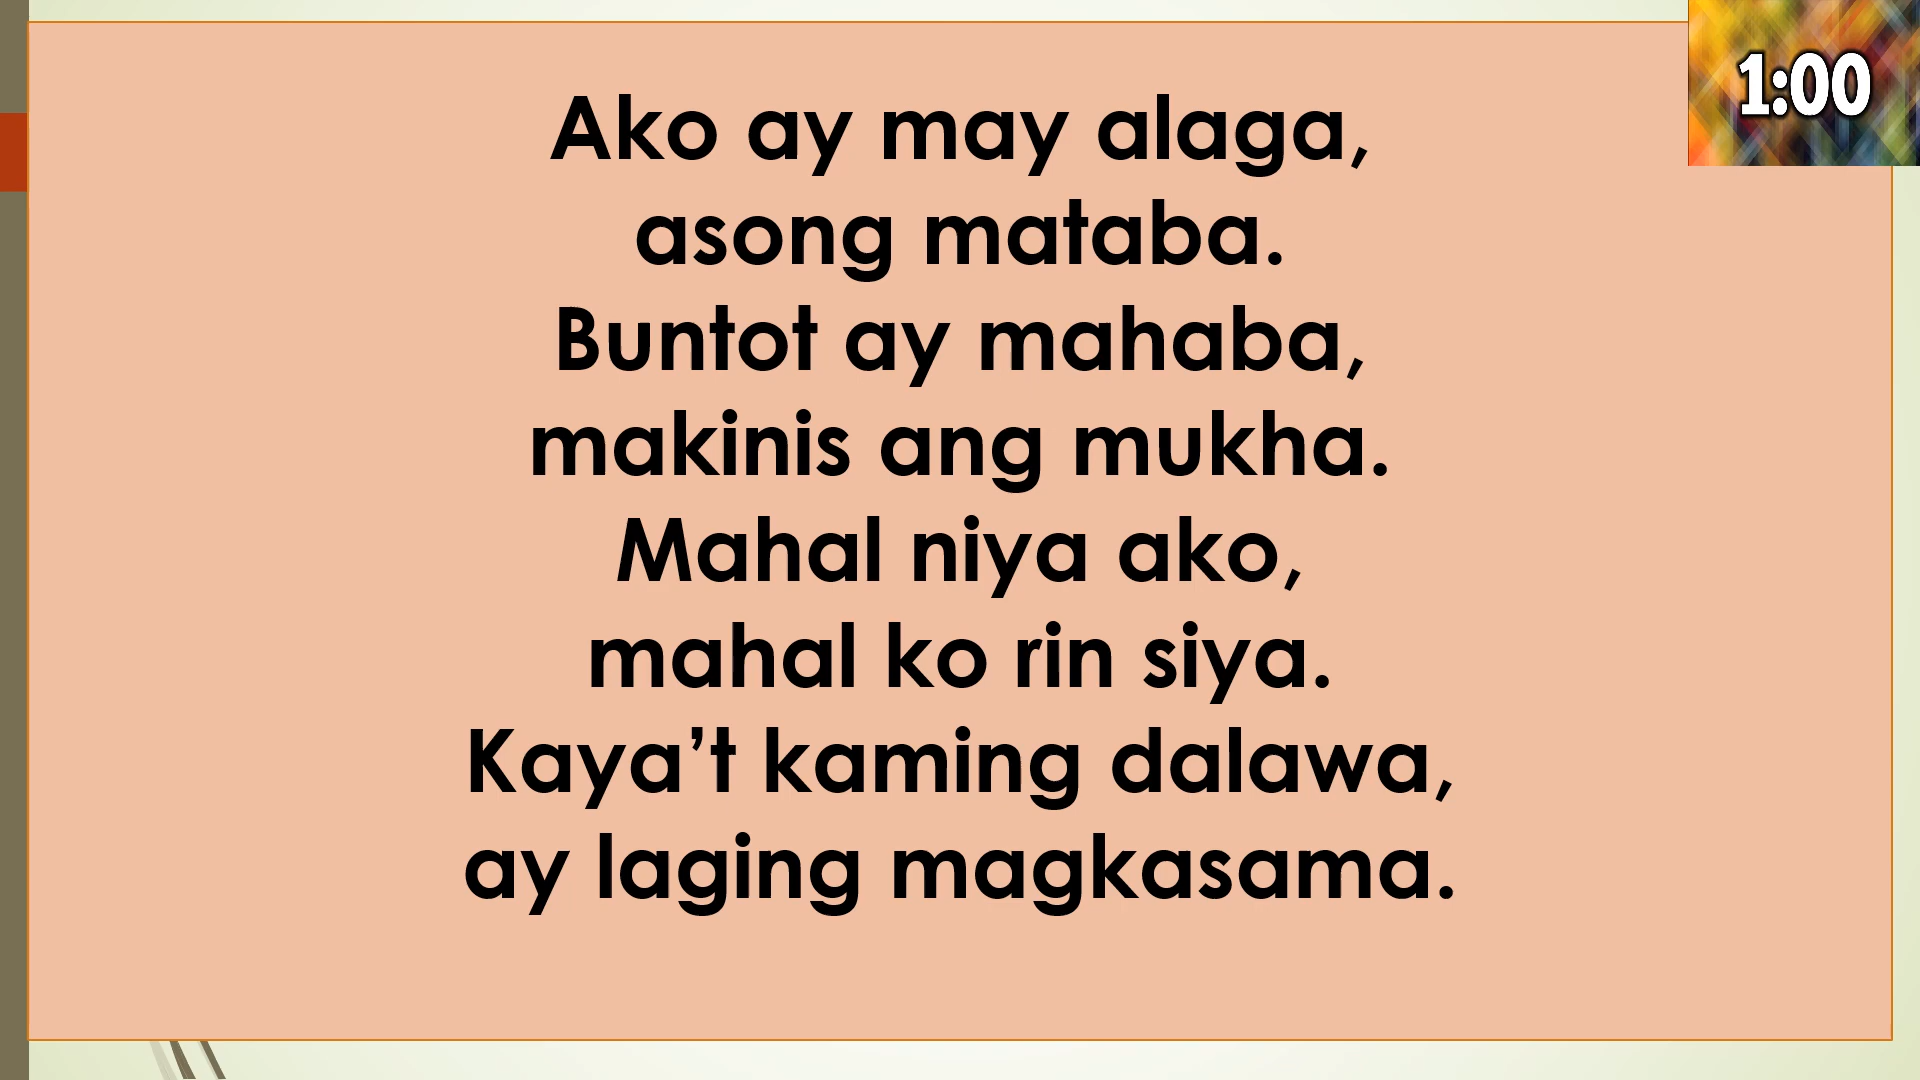 1:00
Ako ay may alaga,
asong mataba.
Buntot ay mahaba,
makinis ang mukha.
Mahal niya ako,
mahal ko rin siya.
Kaya’t kaming dalawa,
ay laging magkasama.